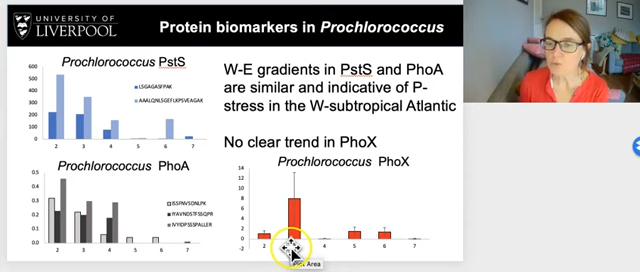 UNIVERSITY OF
LIVERPOOL
Protein biomarkers in Prochlorococcus
Prochlorococcus PstS
600
500
400
300
200
100
0
LSGAGASFPAK
AAALQNLSGEFLKPSVEAGAK
2 3 4 5 6 7
W-E gradients in PstS and PhoA
are similar and indicative of P-
stress in the W-subtropical Atlantic
No clear trend in PhoX
Prochlorococcus PhoA
0.5
0.4
0.3
0.2
0.1
0.0
ISSFNVSDNLPK
IYAVNDSTFSSQPR
IVYIDPSSSPALLER
2 3 4 5 6 7
Prochlorococcus PhoX
14
12
10
8
6
4
2
0
-2
2 4 5 6 7
Area